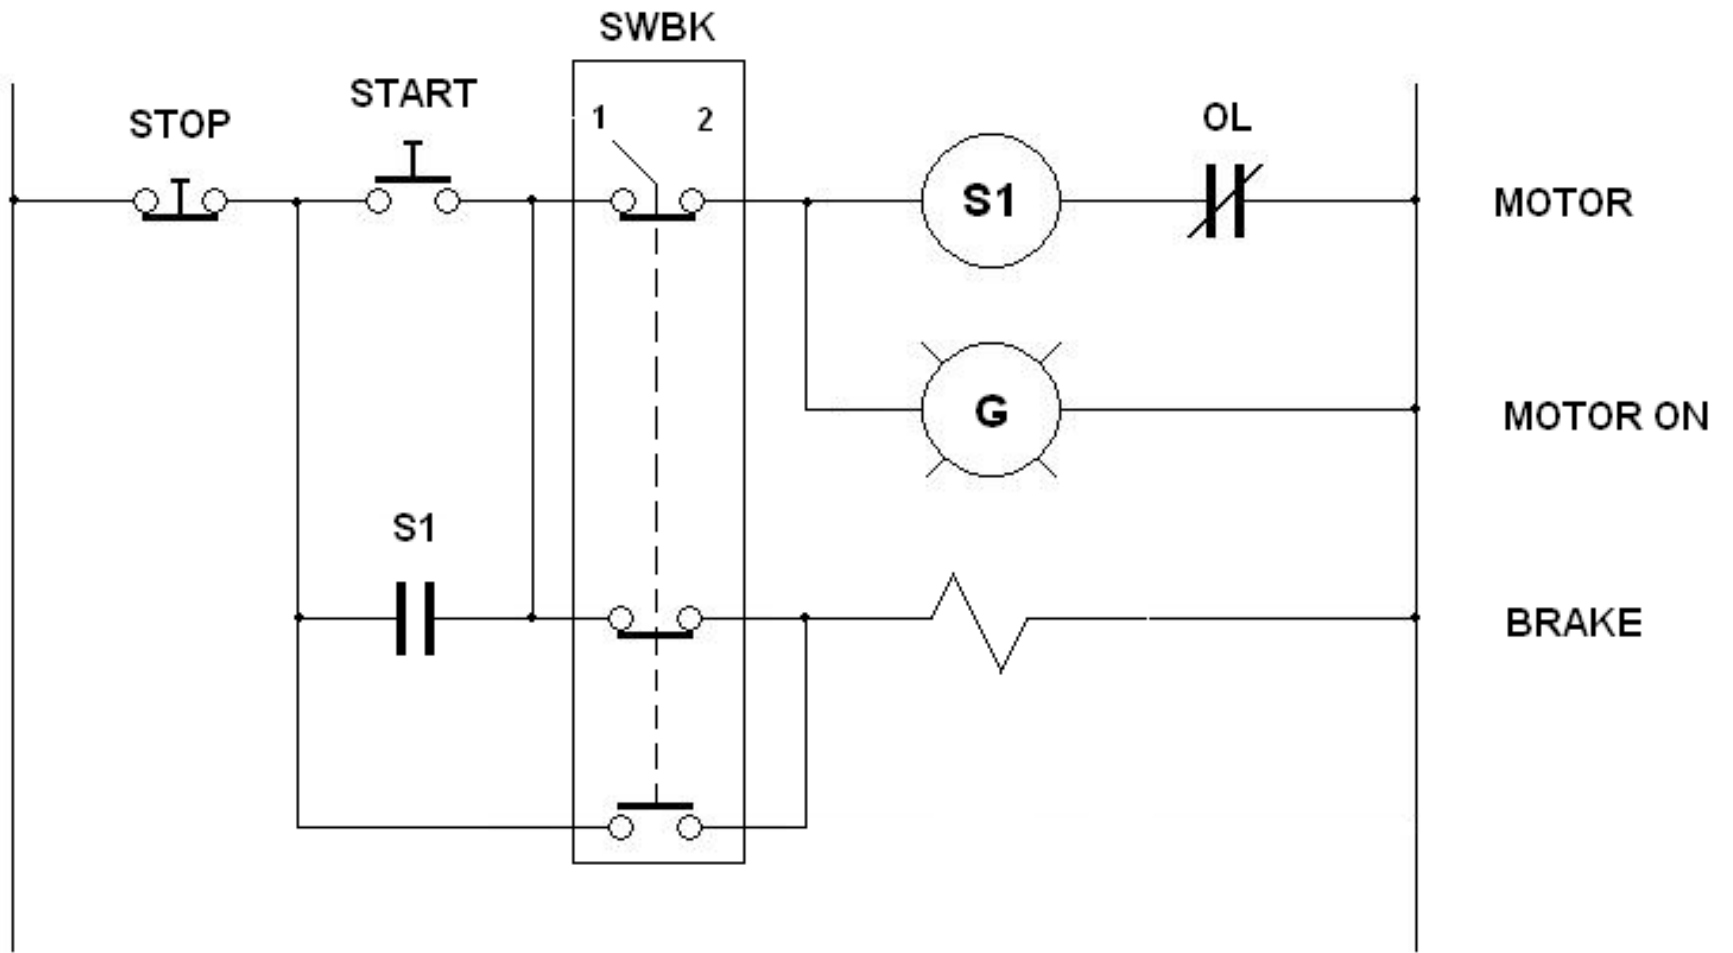 SWBK
START
STOP
1 2
OL
S1
MOTOR
G
MOTOR ON
S1
BRAKE